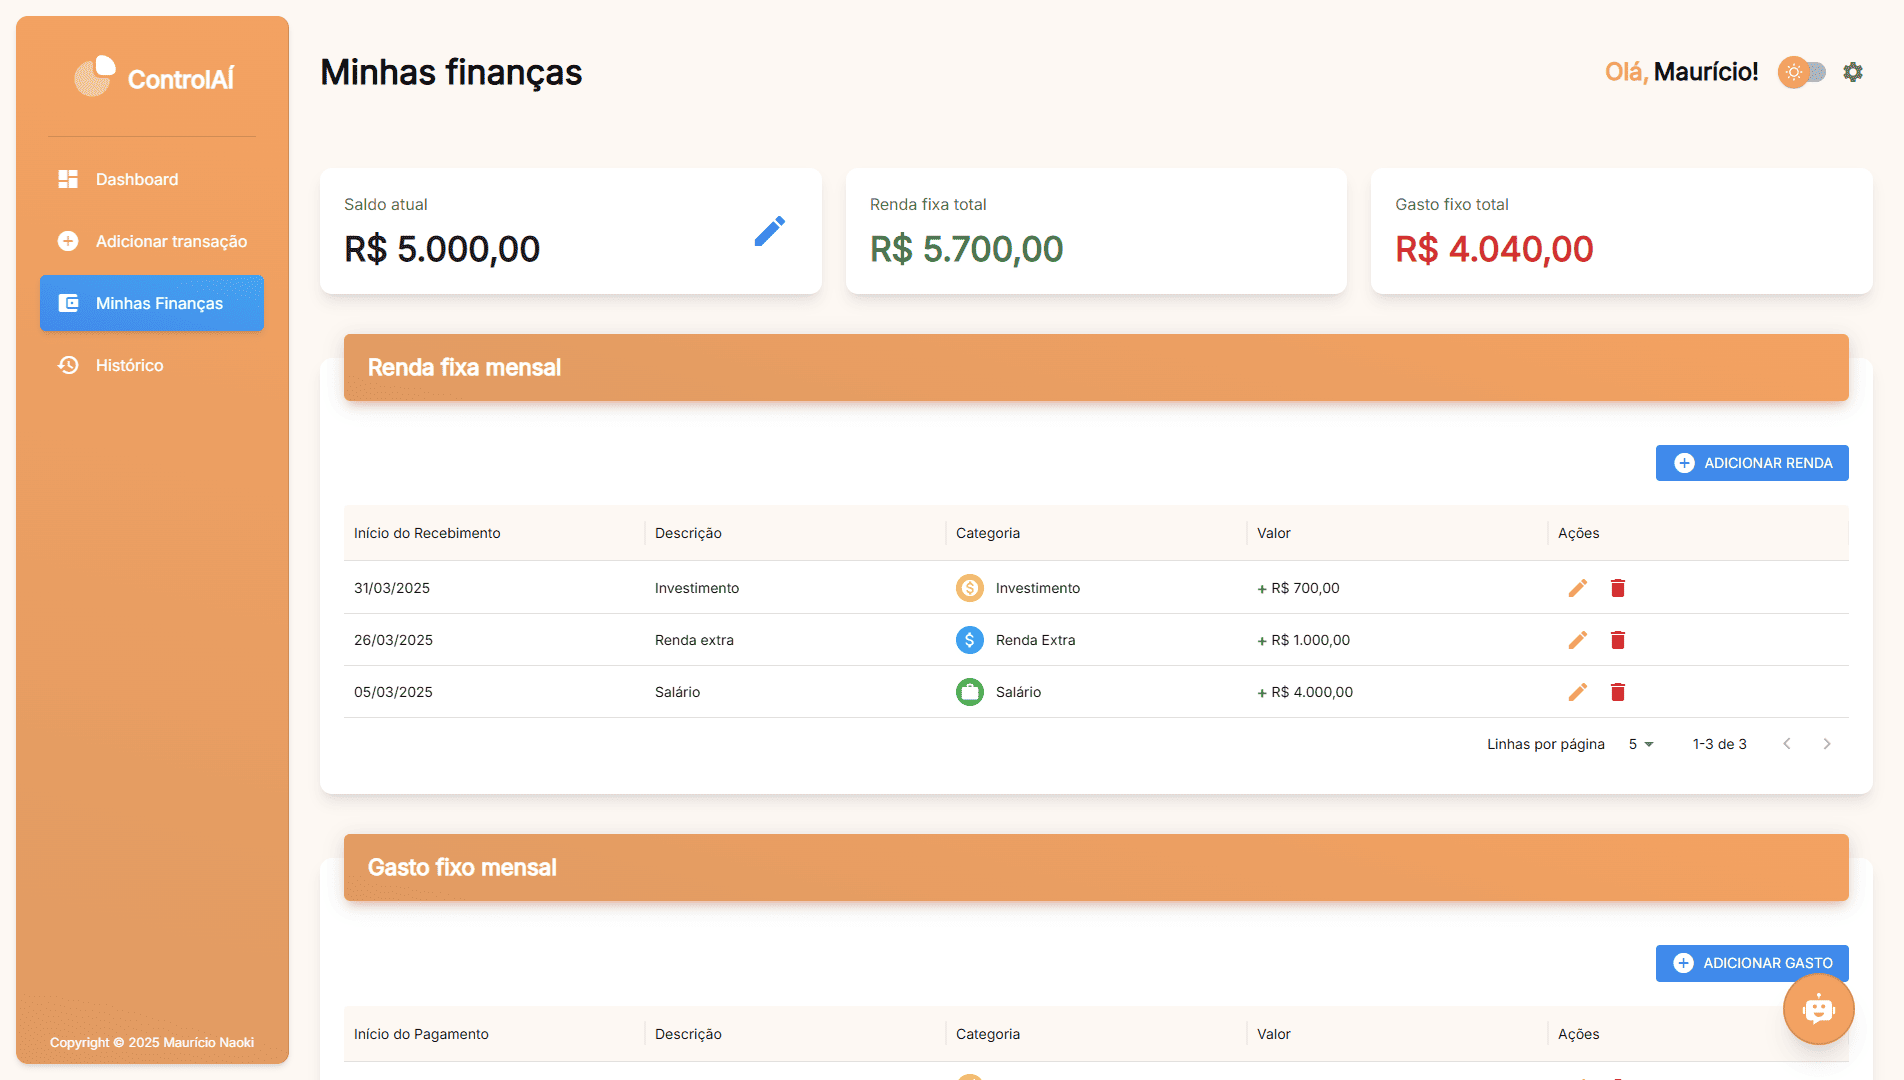 ControlAÍ
Dashboard
Adicionar transação
Minhas Finanças
Histórico
Copyright © 2025 Maurício Naoki
Minhas finanças
Olá, Maurício!
Saldo atual
R$ 5.000,00
Renda fixa total
R$ 5.700,00
Gasto fixo total
R$ 4.040,00
Renda fixa mensal
ADICIONAR RENDA
Início do Recebimento Descrição Categoria Valor Ações
31/03/2025 Investimento Investimento + R$ 700,00
26/03/2025 Renda extra Renda Extra + R$ 1.000,00
05/03/2025 Salário Salário + R$ 4.000,00
Linhas por página 5 1-3 de 3
Gasto fixo mensal
ADICIONAR GASTO
Início do Pagamento Descrição Categoria Valor Ações